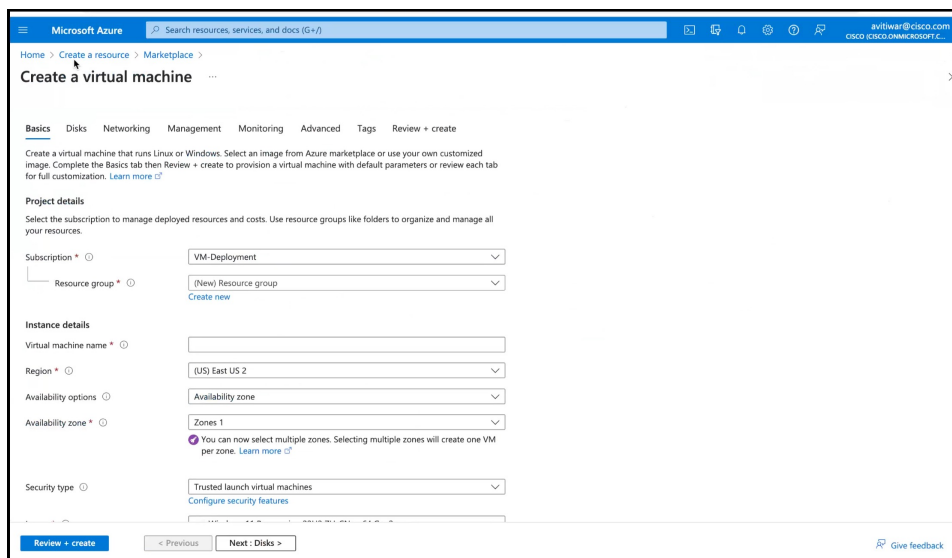 Microsoft Azure
Search resources, services, and docs (G+/)
avitiwar@cisco.com
CISCO (CISCO.ONMICROSOFT.C...
Home > Create a resource > Marketplace >
Create a virtual machine ...
Basics Disks Networking Management Monitoring Advanced Tags Review + create
Create a virtual machine that runs Linux or Windows. Select an image from Azure marketplace or use your own customized
image. Complete the Basics tab then Review + create to provision a virtual machine with default parameters or review each tab
for full customization. Learn more
Project details
Select the subscription to manage deployed resources and costs. Use resource groups like folders to organize and manage all
your resources.
Subscription * VM-Deployment
Resource group * (New) Resource group
Create new
Instance details
Virtual machine name *
Region * (US) East US 2
Availability options Availability zone
Availability zone * Zones 1
You can now select multiple zones. Selecting multiple zones will create one VM
per zone. Learn more
Security type Trusted launch virtual machines
Configure security features
Review + create < Previous Next : Disks > Give feedback